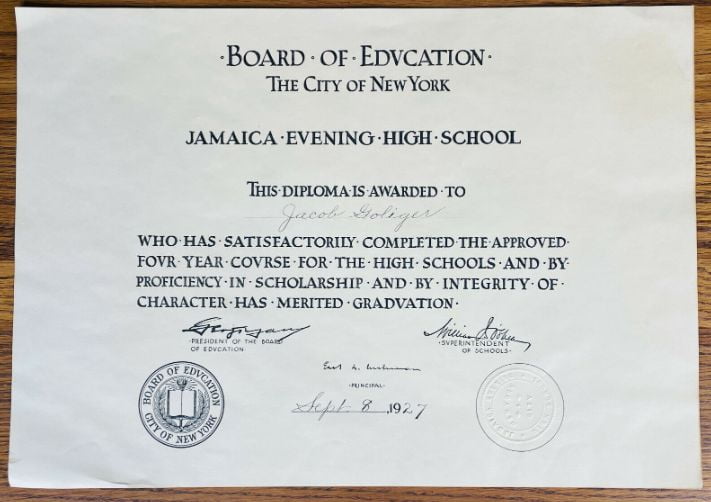 ·BOARD·OF·EDVCATION·
THE CITY OF NEW YORK
JAMAICA·EVENING·HIGH·SCHOOL
THIS·DIPLOMA·IS·AWARDED·TO
Jacob Goliger
WHO·HAS·SATISFACTORILY·COMPLETED·THE·APPROVED·
FOVR·YEAR·COVRSE·FOR·THE·HIGH·SCHOOLS·AND·BY·
PROFICIENCY·IN·SCHOLARSHIP·AND·BY·INTEGRITY·OF·
CHARACTER·HAS·MERITED·GRADVATION·
William J. O'Shea
·PRESIDENT OF THE BOARD
OF EDUCATION
·SVPERINTENDENT
OF SCHOOLS·
·PRINCIPAL·
Sept. 8, 1927
BOARD OF EDVCATION
CITY OF NEW YORK